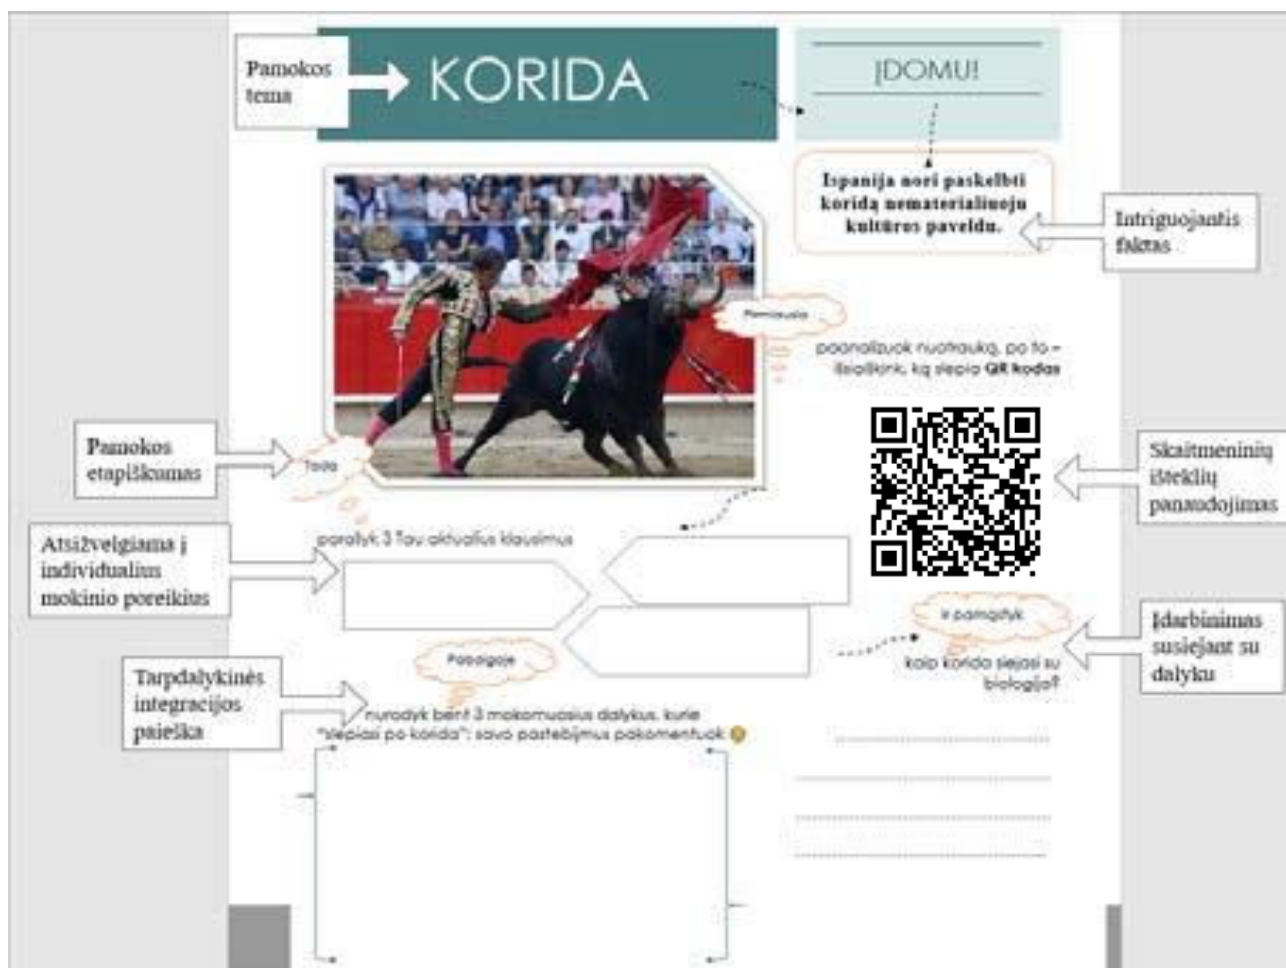 Pamokos
tema
KORIDA
ĮDOMU!
Ispanija nori paskelbti
koridą nematerialiuoju
kultūros paveldu.
Intriguojantis
faktas
Pirmiausia
paanalizuok nuotrauką, po to –
išsiaiškink, ką slepia QR kodas
Pamokos
etapiškumas
Tada
Skaitmeninių
išteklių
panaudojimas
Atsižvelgiama į
individualius
mokinio poreikius
parašyk 3 Tau aktualius klausimus
ir pamąstyk
kaip korida siejasi su
biologija?
Įdarbinimas
susiejant su
dalyku
Pabaigoje
Tarpdalykinės
integracijos
paieška
nurodyk bent 3 mokomuosius dalykus, kurie
"slepiasi po korida"; savo pastebėjimus pakomentuok